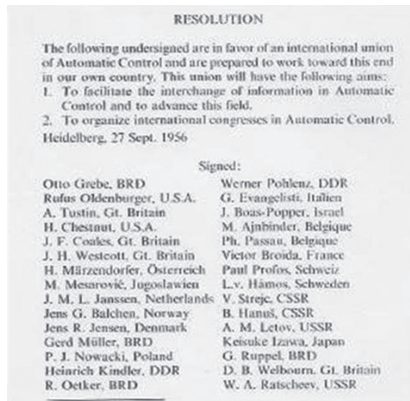 RESOLUTION
The following undersigned are in favor of an international union
of Automatic Control and are prepared to work toward this end
in our own country. This union will have the following aims:
1. To facilitate the interchange of information in Automatic
Control and to advance this field.
2. To organize international congresses in Automatic Control.
Heidelberg, 27 Sept. 1956
Signed:
Otto Grebe, BRD
Rufus Oldenburger, U.S.A.
A. Tustin, Gt. Britain
H. Chestnut, U.S.A.
J. F. Coales, Gt. Britain
J. H. Westcott, Gt. Britain
H. Märzendorfer, Österreich
M. Mesarović, Jugoslawien
J. M. L. Janssen, Netherlands
Jens G. Balchen, Norway
Jens R. Jensen, Denmark
Gerd Müller, BRD
P. J. Nowacki, Poland
Heinrich Kindler, DDR
R. Oetker, BRD
Werner Pohlenz, DDR
G. Evangelisti, Italien
J. Boas-Popper, Israel
M. Ajnbinder, Belgique
Ph. Passau, Belgique
Victor Broida, France
Paul Profos, Schweiz
L.v. Hámos, Schweden
V. Strejc, CSSR
B. Hanuš, CSSR
A. M. Letov, USSR
Keisuke Izawa, Japan
G. Ruppel, BRD
D. B. Welbourn, Gt. Britain
W. A. Ratscheev, USSR